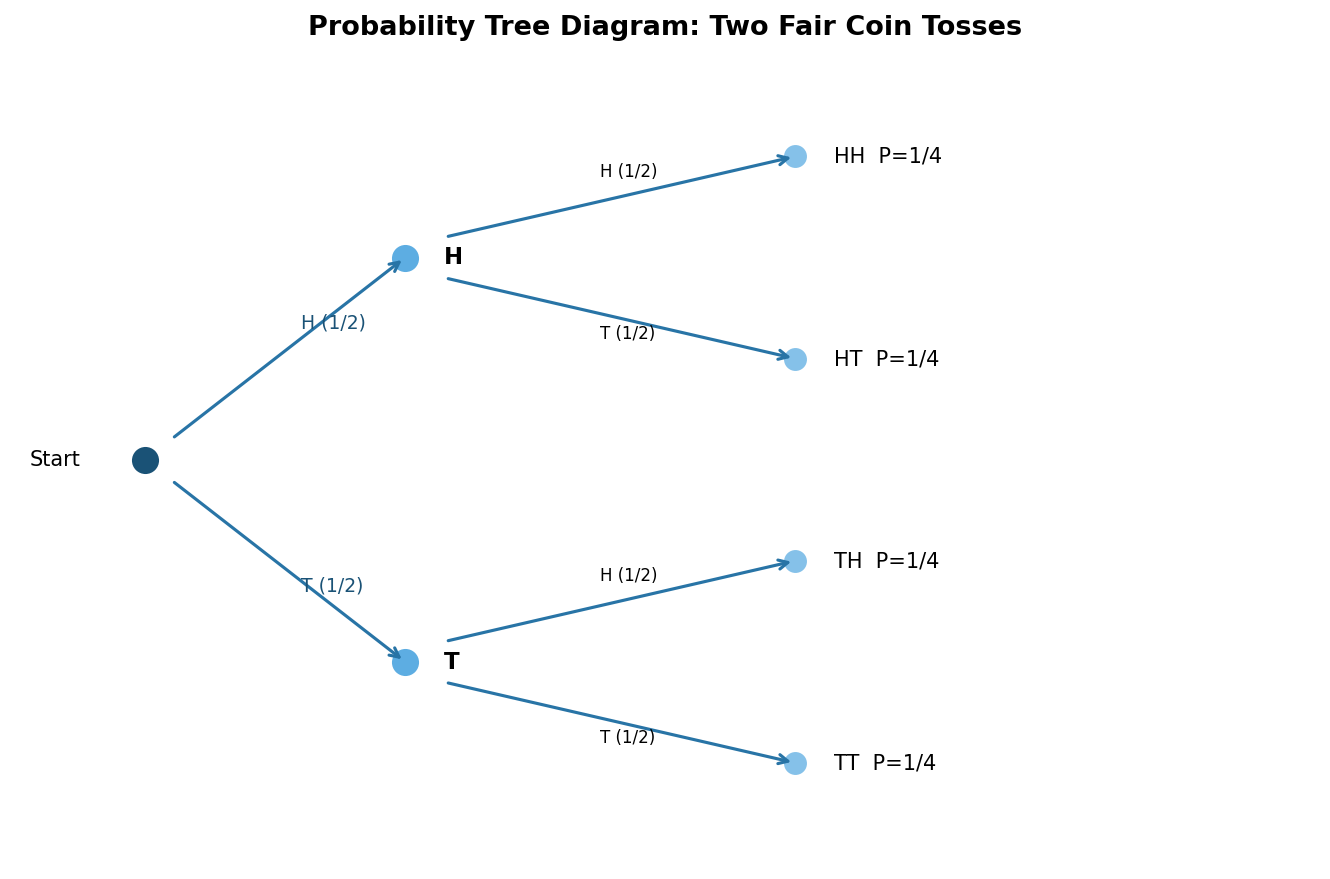 Probability Tree Diagram: Two Fair Coin Tosses
H (1/2)
HH  P=1/4
H
H (1/2)
T (1/2)
HT  P=1/4
Start
T (1/2)
H (1/2)
TH  P=1/4
T
T (1/2)
TT  P=1/4